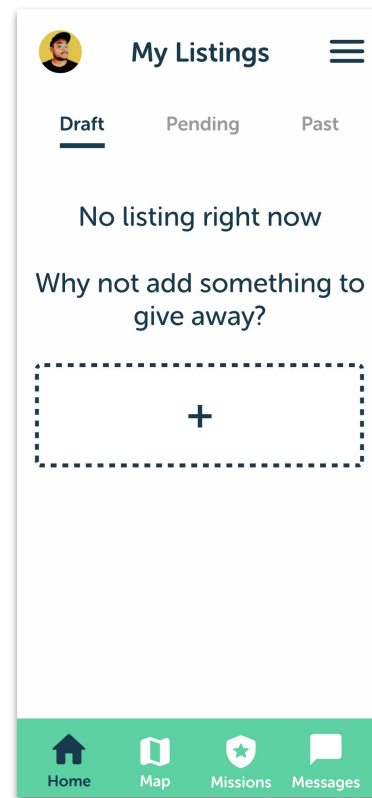 My Listings
Draft Pending Past
No listing right now
Why not add something to
give away?
+
Home Map Missions Messages